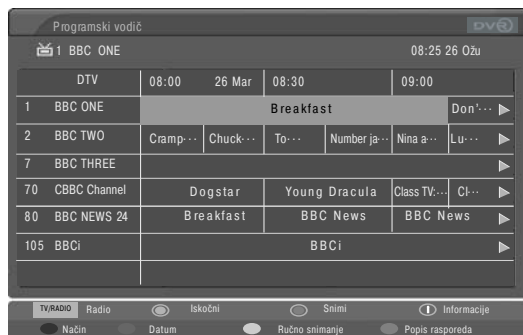 Programski vodič DVR
1 BBC ONE 08:25 26 Ožu
DTV 08:00 26 Mar 08:30 09:00
1 BBC ONE Breakfast Don'···
2 BBC TWO Cramp··· Chuck··· To··· Number ja··· Nina a··· Lu···
7 BBC THREE
70 CBBC Channel Dogstar Young Dracula Class TV:··· Cl···
80 BBC NEWS 24 Breakfast BBC News BBC News
105 BBCi BBCi
TV/RADIO Radio Iskočni Snimi Informacije
Način Datum Ručno snimanje Popis rasporeda